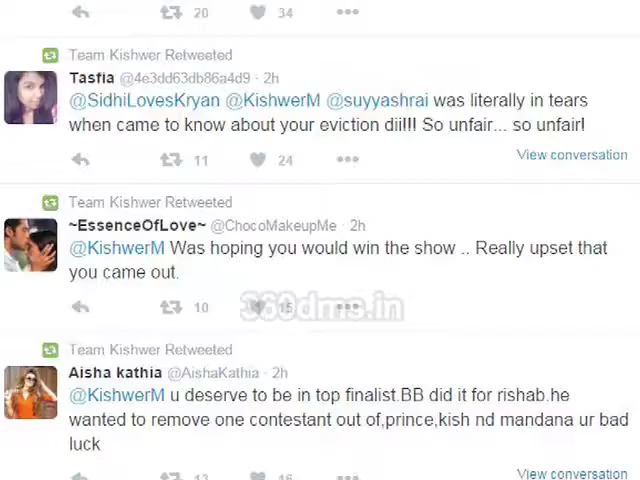 20 34
Team Kishwer Retweeted
Tasfia @4e3dd63db86a4d9 · 2h
@SidhiLovesKryan @KishwerM @suyyashrai was literally in tears
when came to know about your eviction dii!!! So unfair... so unfair!
11 24 View conversation
Team Kishwer Retweeted
~EssenceOfLove~ @ChocoMakeupMe · 2h
@KishwerM Was hoping you would win the show .. Really upset that
you came out.
10 15
360dms.in
Team Kishwer Retweeted
Aisha kathia @AishaKathia · 2h
@KishwerM u deserve to be in top finalist.BB did it for rishab.he
wanted to remove one contestant out of,prince,kish nd mandana ur bad
luck
13 16 View conversation